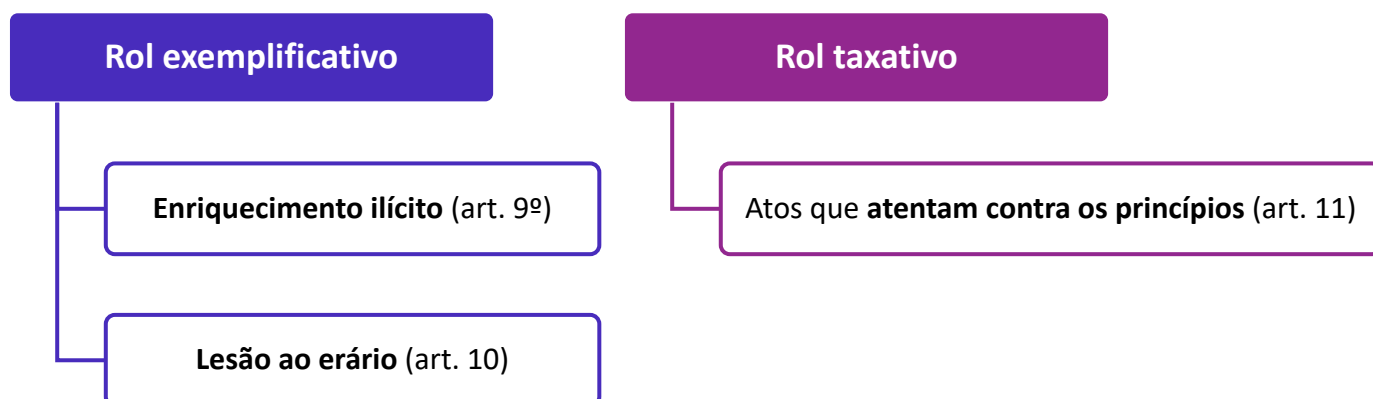 Rol exemplificativo
Enriquecimento ilícito (art. 9º)
Lesão ao erário (art. 10)
Rol taxativo
Atos que atentam contra os princípios (art. 11)